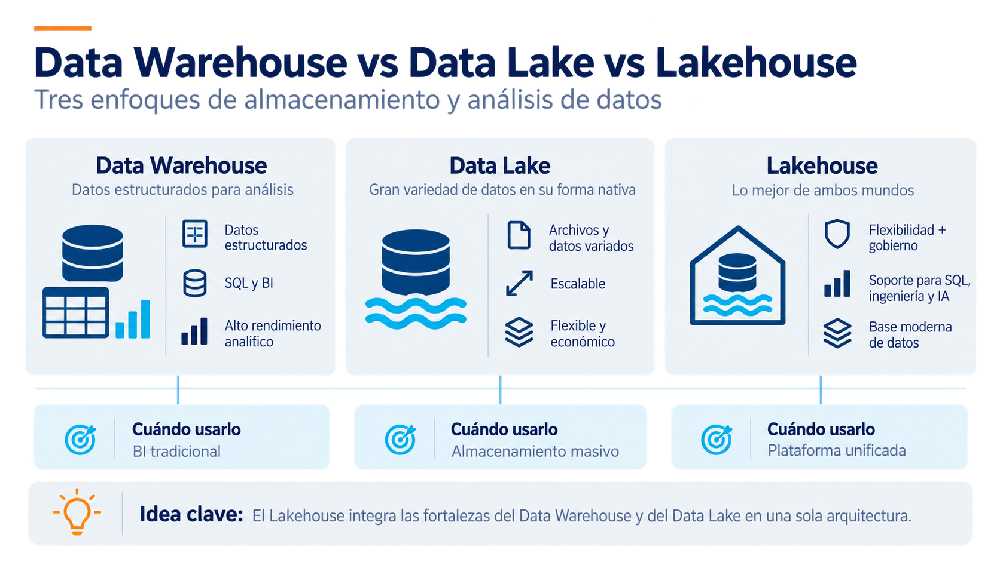 Data Warehouse vs Data Lake vs Lakehouse
Tres enfoques de almacenamiento y análisis de datos
Data Warehouse
Datos estructurados para análisis
Datos
estructurados
SQL y BI
Alto rendimiento
analifico
Data Lake
Gran variedad de datos en su forma nativa
Archivos y
datos variados
Escalable
Flexible y
económico
Lakehouse
Lo mejor de ambos mundos
Flexibilidad +
gobierno
Soporte para SQL,
ingeniería y IA
Base moderna
de datos
Cuándo usarlo
BI tradicional
Cuándo usarlo
Almacenamiento masivo
Cuándo usarlo
Plataforma unificada
Idea clave: El Lakehouse integra las fortalezas del Data Warehouse y del Data Lake en una sola arquitectura.